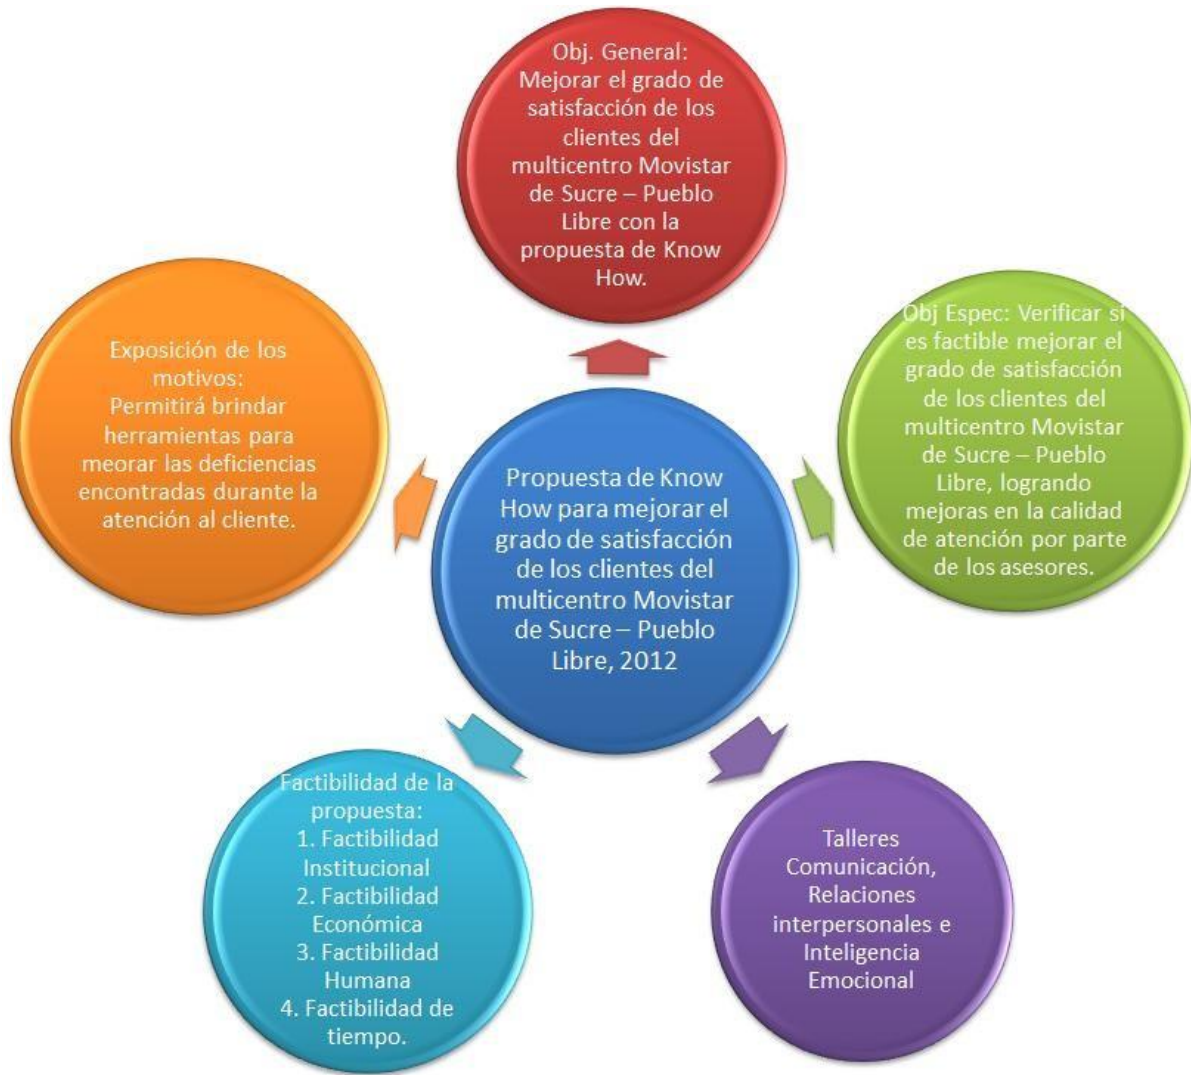 Obj. General:
Mejorar el grado de
satisfacción de los
clientes del
multicentro Movistar
de Sucre – Pueblo
Libre con la
propuesta de Know
How.
Obj Espec: Verificar si
es factible mejorar el
grado de satisfacción
de los clientes del
multicentro Movistar
de Sucre – Pueblo
Libre, logrando
mejoras en la calidad
de atención por parte
de los asesores.
Exposición de los
motivos:
Permitirá brindar
herramientas para
meorar las deficiencias
encontradas durante la
atención al cliente.
Propuesta de Know
How para mejorar el
grado de satisfacción
de los clientes del
multicentro Movistar
de Sucre – Pueblo
Libre, 2012
Factibilidad de la
propuesta:
1. Factibilidad
Institucional
2. Factibilidad
Económica
3. Factibilidad
Humana
4. Factibilidad de
tiempo.
Talleres
Comunicación,
Relaciones
interpersonales e
Inteligencia
Emocional